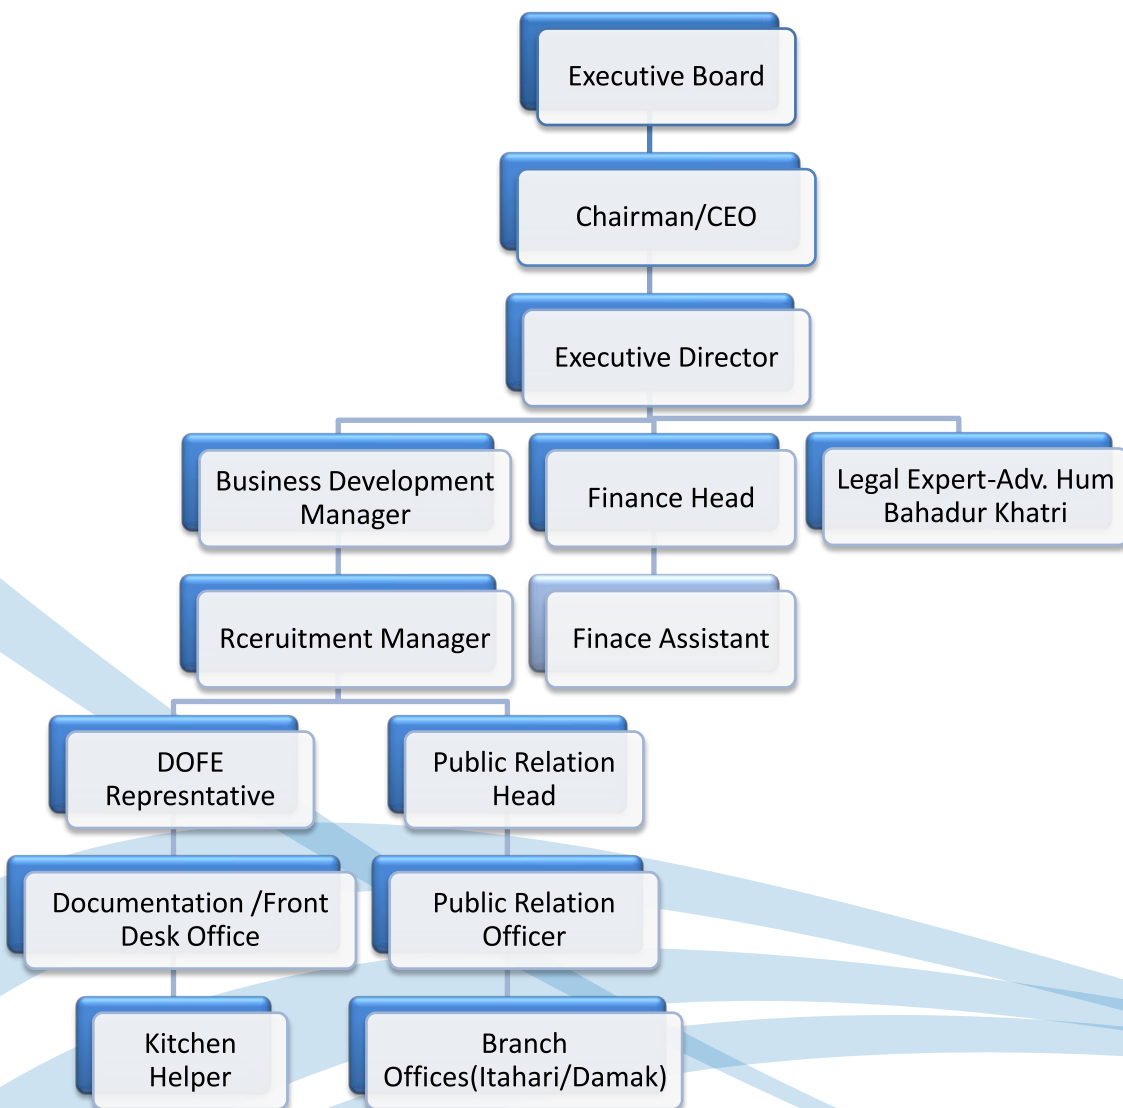 Executive Board
Chairman/CEO
Executive Director
Business Development
Manager
Finance Head
Legal Expert-Adv. Hum
Bahadur Khatri
Rceruitment Manager
Finace Assistant
DOFE
Represntative
Public Relation
Head
Documentation /Front
Desk Office
Public Relation
Officer
Kitchen
Helper
Branch
Offices(Itahari/Damak)